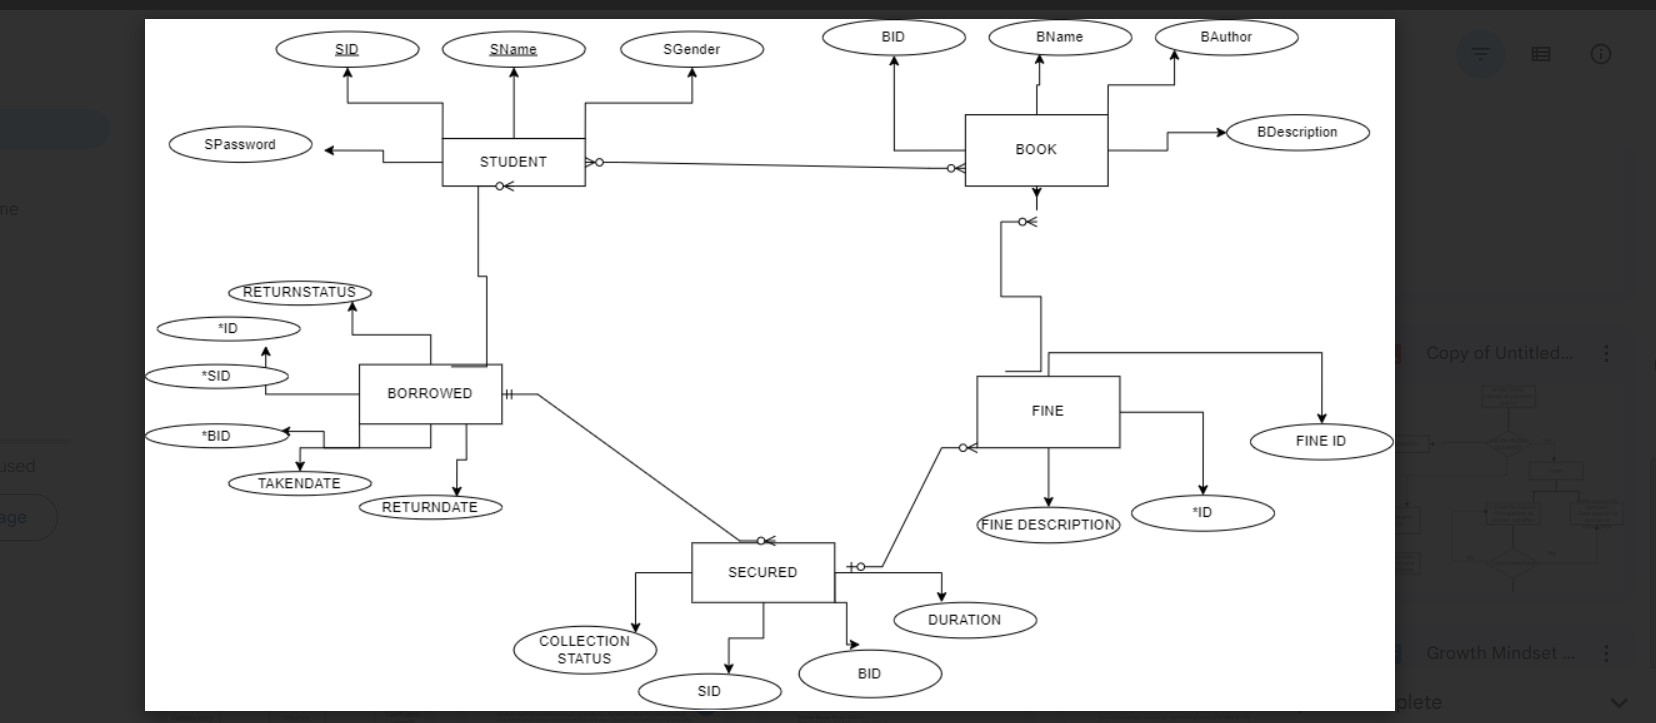 SID
SName
SGender
BID
BName
BAuthor
SPassword
STUDENT
BOOK
BDescription
me
RETURNSTATUS
*ID
*SID
BORROWED
*BID
TAKENDATE
RETURNDATE
FINE
FINE ID
FINE DESCRIPTION
*ID
SECURED
DURATION
COLLECTION
STATUS
SID
BID
Copy of Untitled...
used
age
Growth Mindset ...
plete